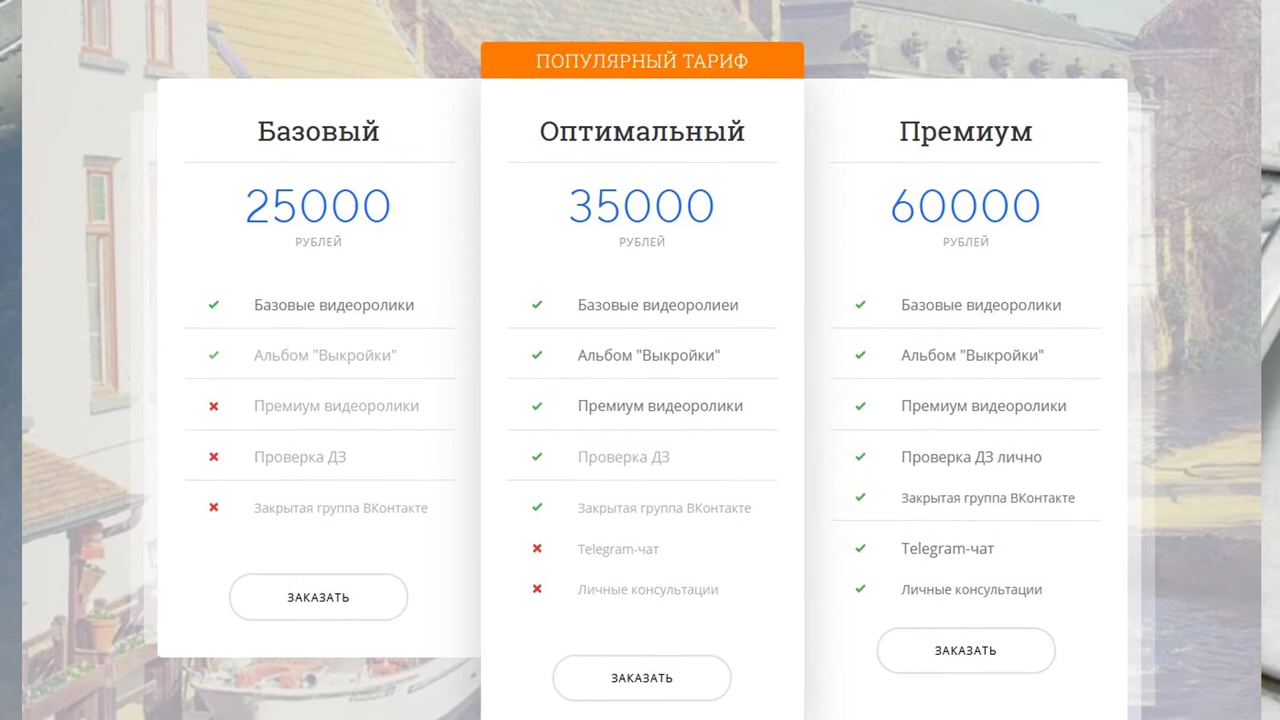 ПОПУЛЯРНЫЙ ТАРИФ
Базовый
25000
РУБЛЕЙ
Базовые видеоролики
Альбом "Выкройки"
Премиум видеоролики
Проверка ДЗ
Закрытая группа ВКонтакте
ЗАКАЗАТЬ
Оптимальный
35000
РУБЛЕЙ
Базовые видеоролиеи
Альбом "Выкройки"
Премиум видеоролики
Проверка ДЗ
Закрытая группа ВКонтакте
Telegram-чат
Личные консультации
ЗАКАЗАТЬ
Премиум
60000
РУБЛЕЙ
Базовые видеоролики
Альбом "Выкройки"
Премиум видеоролики
Проверка ДЗ лично
Закрытая группа ВКонтакте
Telegram-чат
Личные консультации
ЗАКАЗАТЬ